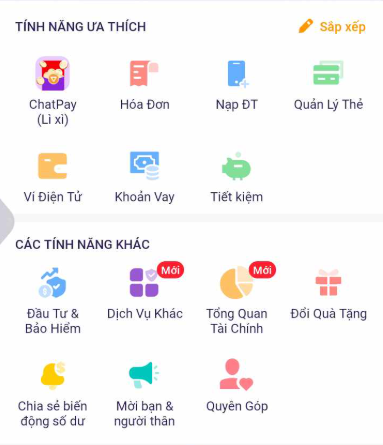 TÍNH NĂNG ƯA THÍCH
Sắp xếp
ChatPay
(Lì xì)
Hóa Đơn
Nạp ĐT
Quản Lý Thẻ
Ví Điện Tử
Khoản Vay
Tiết kiệm
CÁC TÍNH NĂNG KHÁC
Mới
Mới
Đầu Tư &
Bảo Hiểm
Dịch Vụ Khác
Tổng Quan
Tài Chính
Đổi Quà Tặng
Chia sẻ biến
động số dư
Mời bạn &
người thân
Quyên Góp